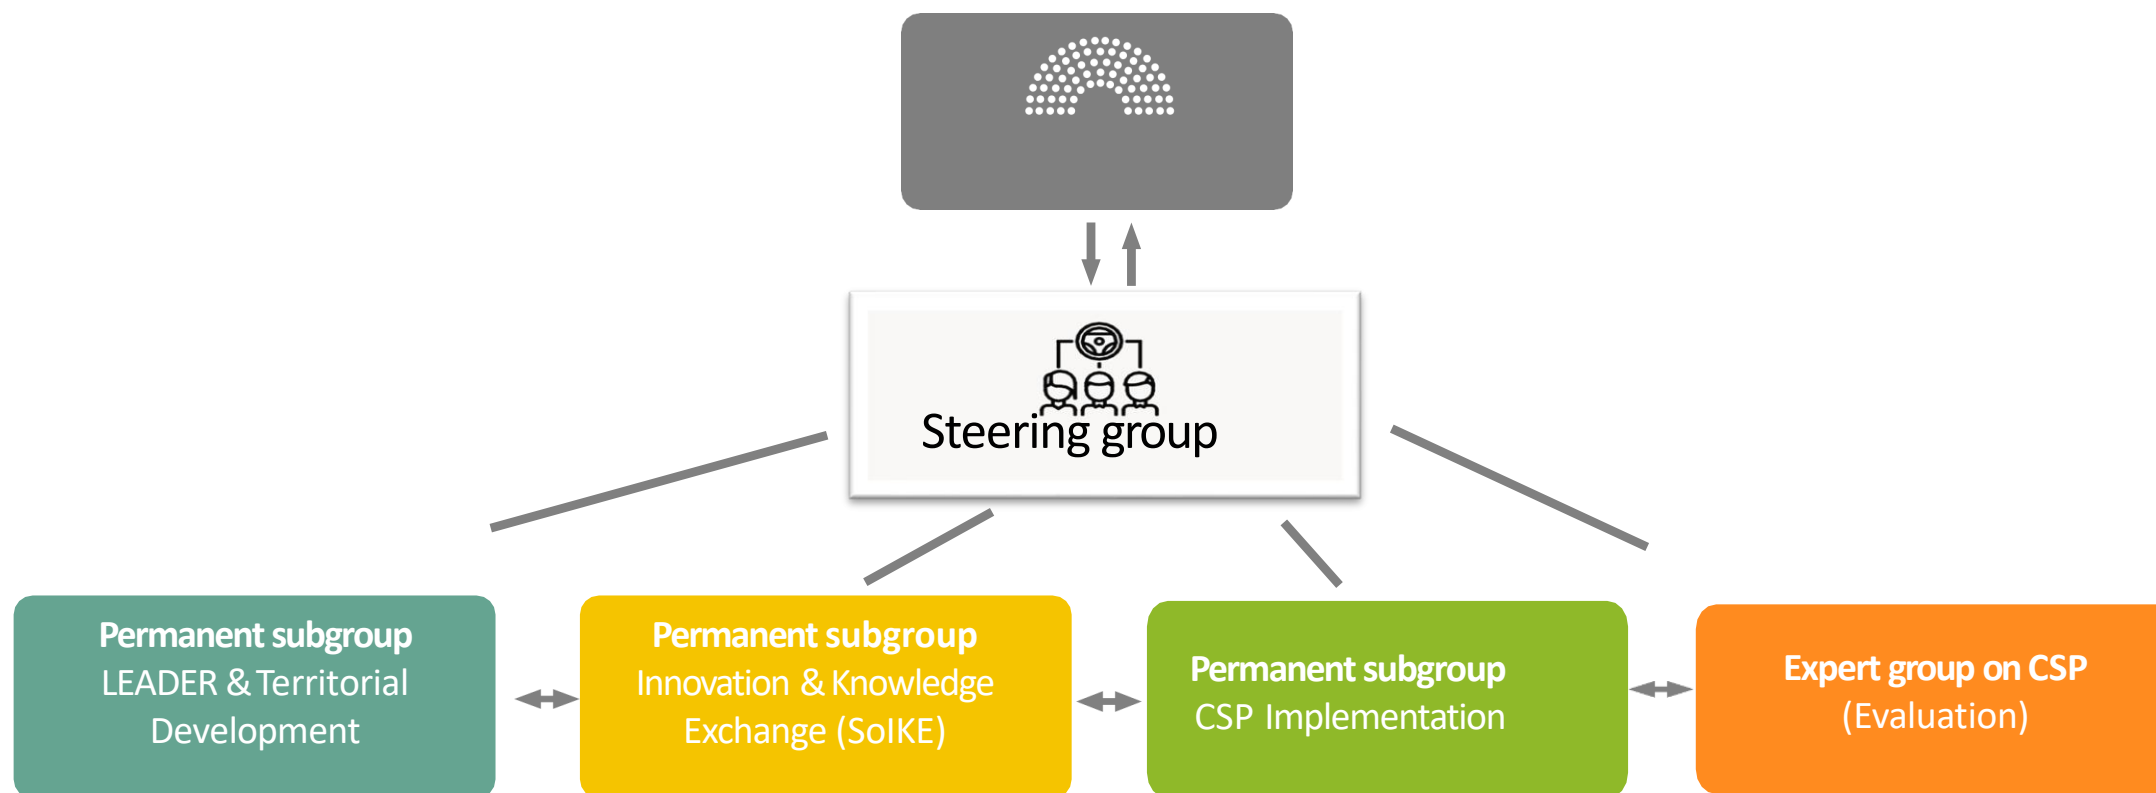 Steering group
Permanent subgroup
LEADER & Territorial
Development
Permanent subgroup
Innovation & Knowledge
Exchange (SoIKE)
Permanent subgroup
CSP Implementation
Expert group on CSP
(Evaluation)